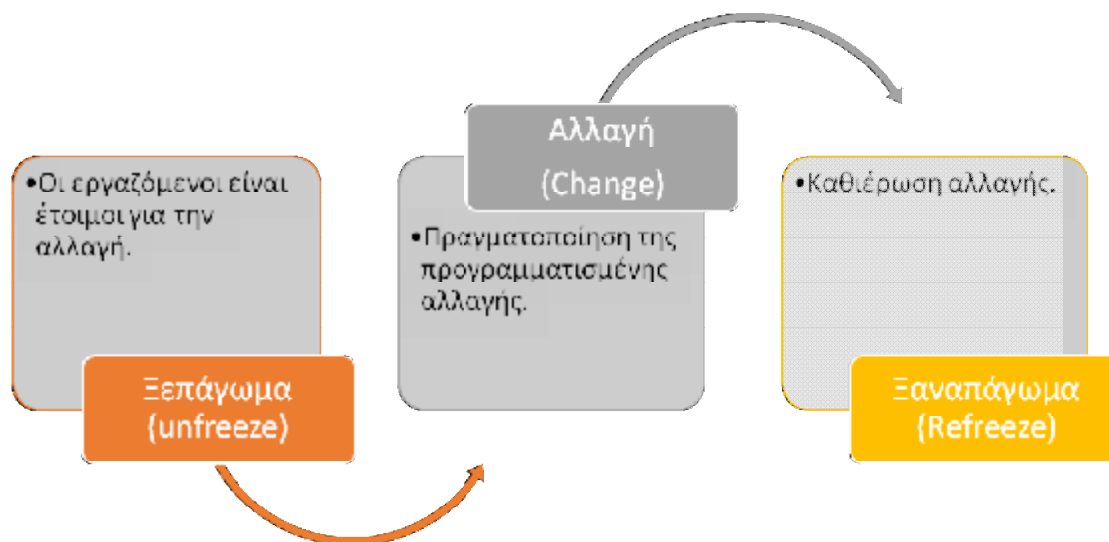 •Οι εργαζόμενοι είναι
έτοιμοι για την
αλλαγή.
Ξεπάγωμα
(unfreeze)
Αλλαγή
(Change)
•Πραγματοποίηση της
προγραμματισμένης
αλλαγής.
•Καθιέρωση αλλαγής.
Ξαναπάγωμα
(Refreeze)